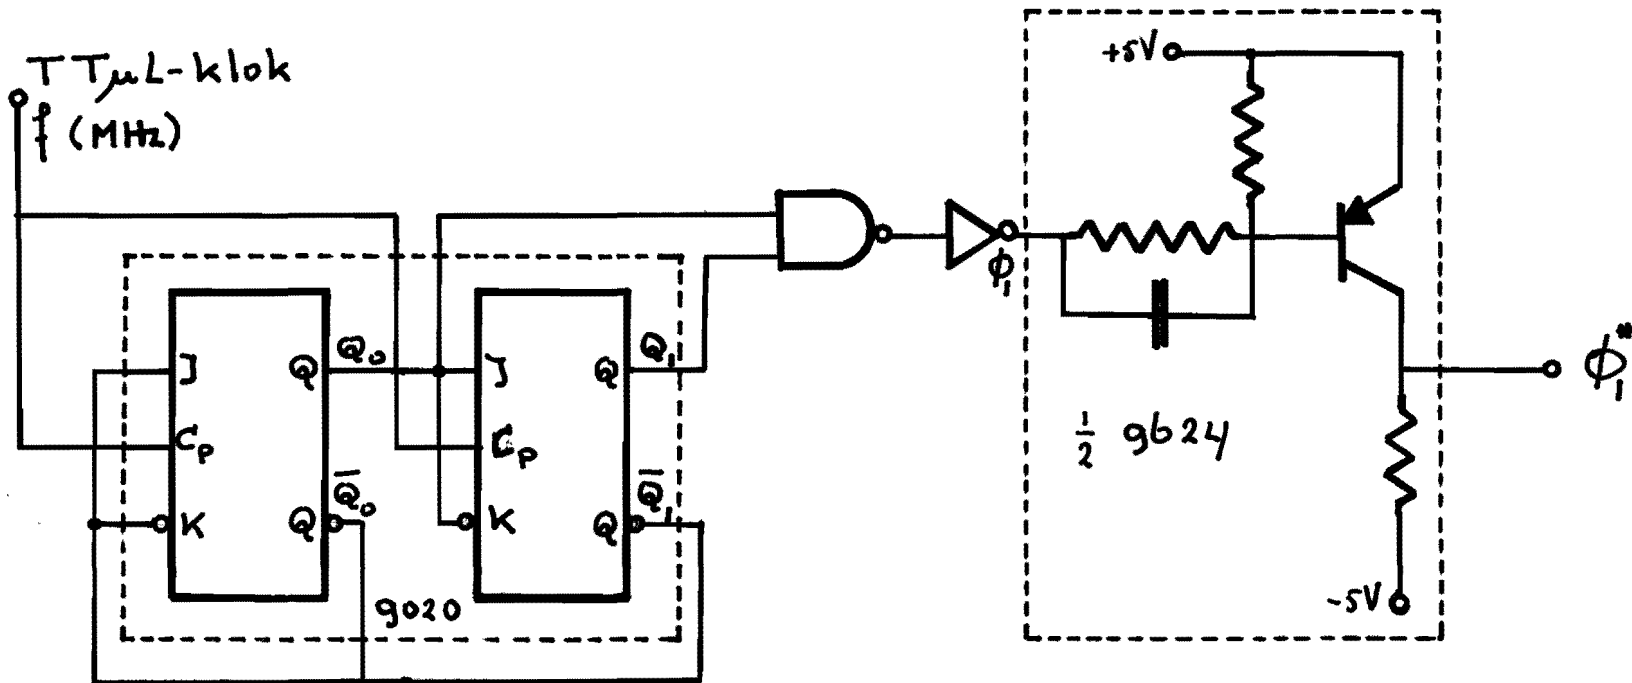 TTµL-klok
f (MHz)
+5V
J
Q
Q₀
J
Q
Q₁
ϕ₁
ϕ₁*
Cp
Cp
½ 9624
K
Q
Q̅₀
K
Q
Q̅₁
9020
-5V